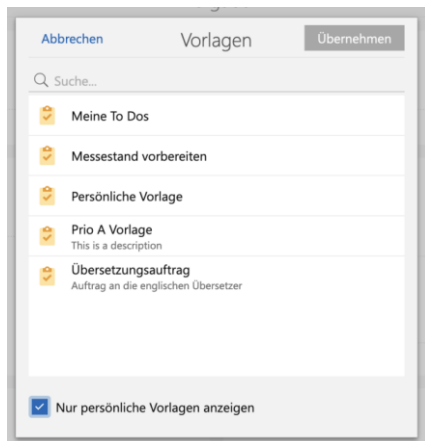 Abbrechen Vorlagen Übernehmen
Suche...
Meine To Dos
Messestand vorbereiten
Persönliche Vorlage
Prio A Vorlage
This is a description
Übersetzungsauftrag
Auftrag an die englischen Übersetzer
Nur persönliche Vorlagen anzeigen